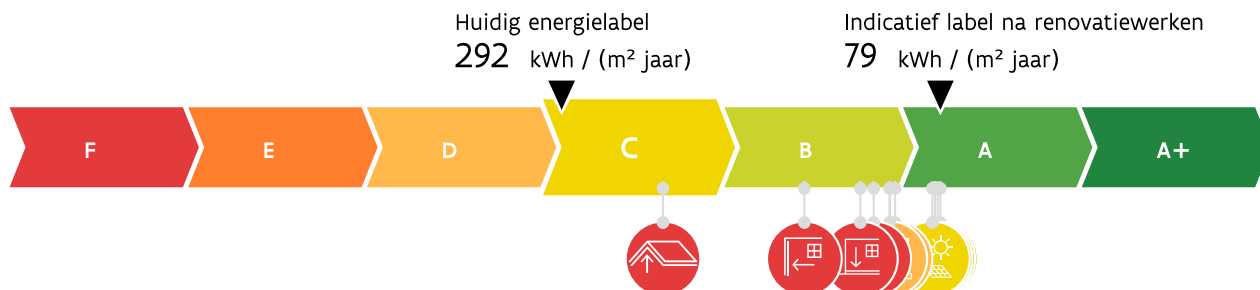 Huidig energielabel
292 kWh / (m² jaar)
Indicatief label na renovatiewerken
79 kWh / (m² jaar)
F E D C B A A+